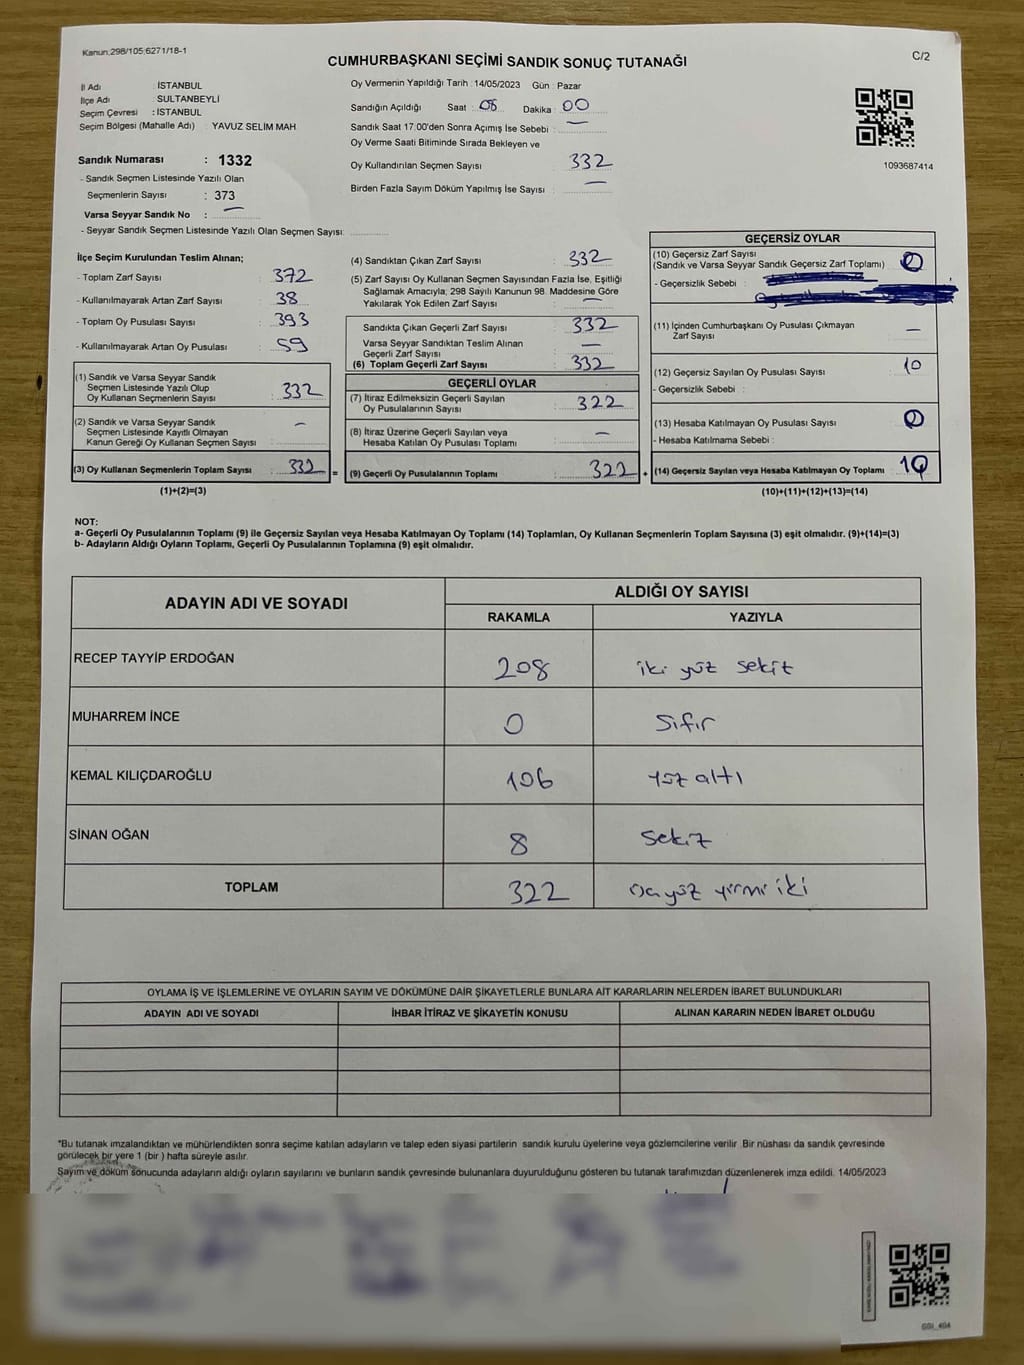 Kanun:298/105:6271/18-1
CUMHURBAŞKANI SEÇİMİ SANDIK SONUÇ TUTANAĞI
C/2
İl Adı : İSTANBUL
İlçe Adı : SULTANBEYLİ
Seçim Çevresi : İSTANBUL
Seçim Bölgesi (Mahalle Adı) : YAVUZ SELİM MAH
Sandık Numarası : 1332
- Sandık Seçmen Listesinde Yazılı Olan
Seçmenlerin Sayısı : 373
Varsa Seyyar Sandık No : —
- Seyyar Sandık Seçmen Listesinde Yazılı Olan Seçmen Sayısı:
Oy Vermenin Yapıldığı Tarih : 14/05/2023 Gün : Pazar
Sandığın Açıldığı Saat : 08 Dakika : 00
Sandık Saat 17:00'den Sonra Açımış İse Sebebi : —
Oy Verme Saati Bitiminde Sırada Bekleyen ve
Oy Kullandırılan Seçmen Sayısı 332
Birden Fazla Sayım Döküm Yapılmış İse Sayısı : —
1093687414
İlçe Seçim Kurulundan Teslim Alınan;
- Toplam Zarf Sayısı : 372
- Kullanılmayarak Artan Zarf Sayısı : 38
- Toplam Oy Pusulası Sayısı : 393
- Kullanılmayarak Artan Oy Pusulası : 59
(1) Sandık ve Varsa Seyyar Sandık
Seçmen Listesinde Yazılı Olup
Oy Kullanan Seçmenlerin Sayısı : 332
(2) Sandık ve Varsa Seyyar Sandık
Seçmen Listesinde Kayıtlı Olmayan
Kanun Gereği Oy Kullanan Seçmen Sayısı : —
(3) Oy Kullanan Seçmenlerin Toplam Sayısı : 332 =
(1)+(2)=(3)
(4) Sandıktan Çıkan Zarf Sayısı : 332
(5) Zarf Sayısı Oy Kullanan Seçmen Sayısından Fazla İse, Eşitliği
Sağlamak Amacıyla; 298 Sayılı Kanunun 98. Maddesine Göre
Yakılarak Yok Edilen Zarf Sayısı : —
Sandıkta Çıkan Geçerli Zarf Sayısı : 332
Varsa Seyyar Sandıktan Teslim Alınan
Geçerli Zarf Sayısı : —
(6) Toplam Geçerli Zarf Sayısı : 332
GEÇERLİ OYLAR
(7) İtiraz Edilmeksizin Geçerli Sayılan
Oy Pusulalarının Sayısı : 322
(8) İtiraz Üzerine Geçerli Sayılan veya
Hesaba Katılan Oy Pusulası Toplamı : —
(9) Geçerli Oy Pusulalarının Toplamı : 322 +
GEÇERSİZ OYLAR
(10) Geçersiz Zarf Sayısı
(Sandık ve Varsa Seyyar Sandık Geçersiz Zarf Toplamı) : 0
- Geçersizlik Sebebi :
(11) İçinden Cumhurbaşkanı Oy Pusulası Çıkmayan
Zarf Sayısı : —
(12) Geçersiz Sayılan Oy Pusulası Sayısı : 10
- Geçersizlik Sebebi :
(13) Hesaba Katılmayan Oy Pusulası Sayısı : 0
- Hesaba Katılmama Sebebi :
(14) Geçersiz Sayılan veya Hesaba Katılmayan Oy Toplamı : 10
(10)+(11)+(12)+(13)=(14)
NOT:
a- Geçerli Oy Pusulalarının Toplamı (9) ile Geçersiz Sayılan veya Hesaba Katılmayan Oy Toplamı (14) Toplamları, Oy Kullanan Seçmenlerin Toplam Sayısına (3) eşit olmalıdır. (9)+(14)=(3)
b- Adayların Aldığı Oyların Toplamı, Geçerli Oy Pusulalarının Toplamına (9) eşit olmalıdır.
ADAYIN ADI VE SOYADI ALDIĞI OY SAYISI
RAKAMLA YAZIYLA
RECEP TAYYİP ERDOĞAN 208 iki yüz sekiz
MUHARREM İNCE 0 Sıfır
KEMAL KILIÇDAROĞLU 106 yüz altı
SİNAN OĞAN 8 sekiz
TOPLAM 322 üçyüz yirmi iki
OYLAMA İŞ VE İŞLEMLERİNE VE OYLARIN SAYIM VE DÖKÜMÜNE DAİR ŞİKAYETLERLE BUNLARA AİT KARARLARIN NELERDEN İBARET BULUNDUKLARI
ADAYIN ADI VE SOYADI İHBAR İTİRAZ VE ŞİKAYETİN KONUSU ALINAN KARARIN NEDEN İBARET OLDUĞU
*Bu tutanak imzalandıktan ve mühürlendikten sonra seçime katılan adayların ve talep eden siyasi partilerin sandık kurulu üyelerine veya gözlemcilerine verilir. Bir nüshası da sandık çevresinde
görülecek bir yere 1 (bir ) hafta süreyle asılır.
Sayım ve döküm sonucunda adayların aldığı oyların sayılarını ve bunların sandık çevresinde bulunanlara duyurulduğunu gösteren bu tutanak tarafımızdan düzenlenerek imza edildi. 14/05/2023